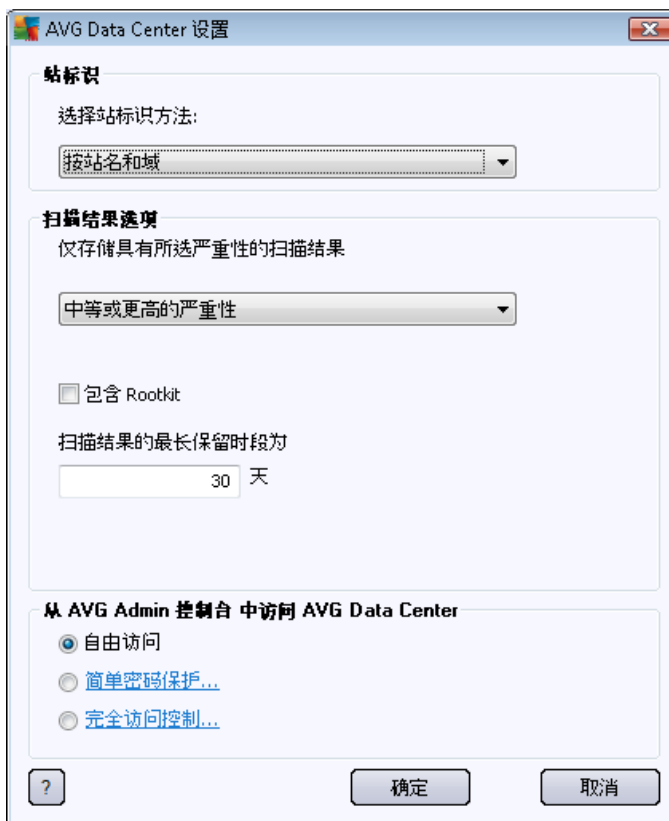 AVG Data Center 设置
站标识
选择站标识方法:
按站名和域
扫描结果选项
仅存储具有所选严重性的扫描结果
中等或更高的严重性
包含 Rootkit
扫描结果的最长保留时段为
30 天
从 AVG Admin 控制台 中访问 AVG Data Center
自由访问
简单密码保护...
完全访问控制...
? 确定 取消